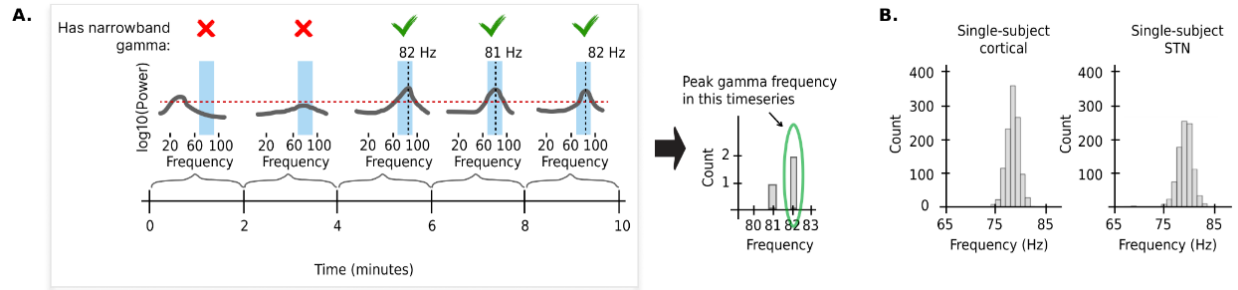 A.
Has narrowband
gamma:
82 Hz
81 Hz
82 Hz
log10(Power)
20 60 100
20 60 100
20 60 100
20 60 100
20 60 100
Frequency
Frequency
Frequency
Frequency
Frequency
0 2 4 6 8 10
Time (minutes)
Peak gamma frequency
in this timeseries
Count
2
1
80 81 82 83
Frequency
B.
Single-subject
cortical
Count
400
300
200
100
0
65 75 85
Frequency (Hz)
Single-subject
STN
Count
400
300
200
100
65 75 85
Frequency (Hz)